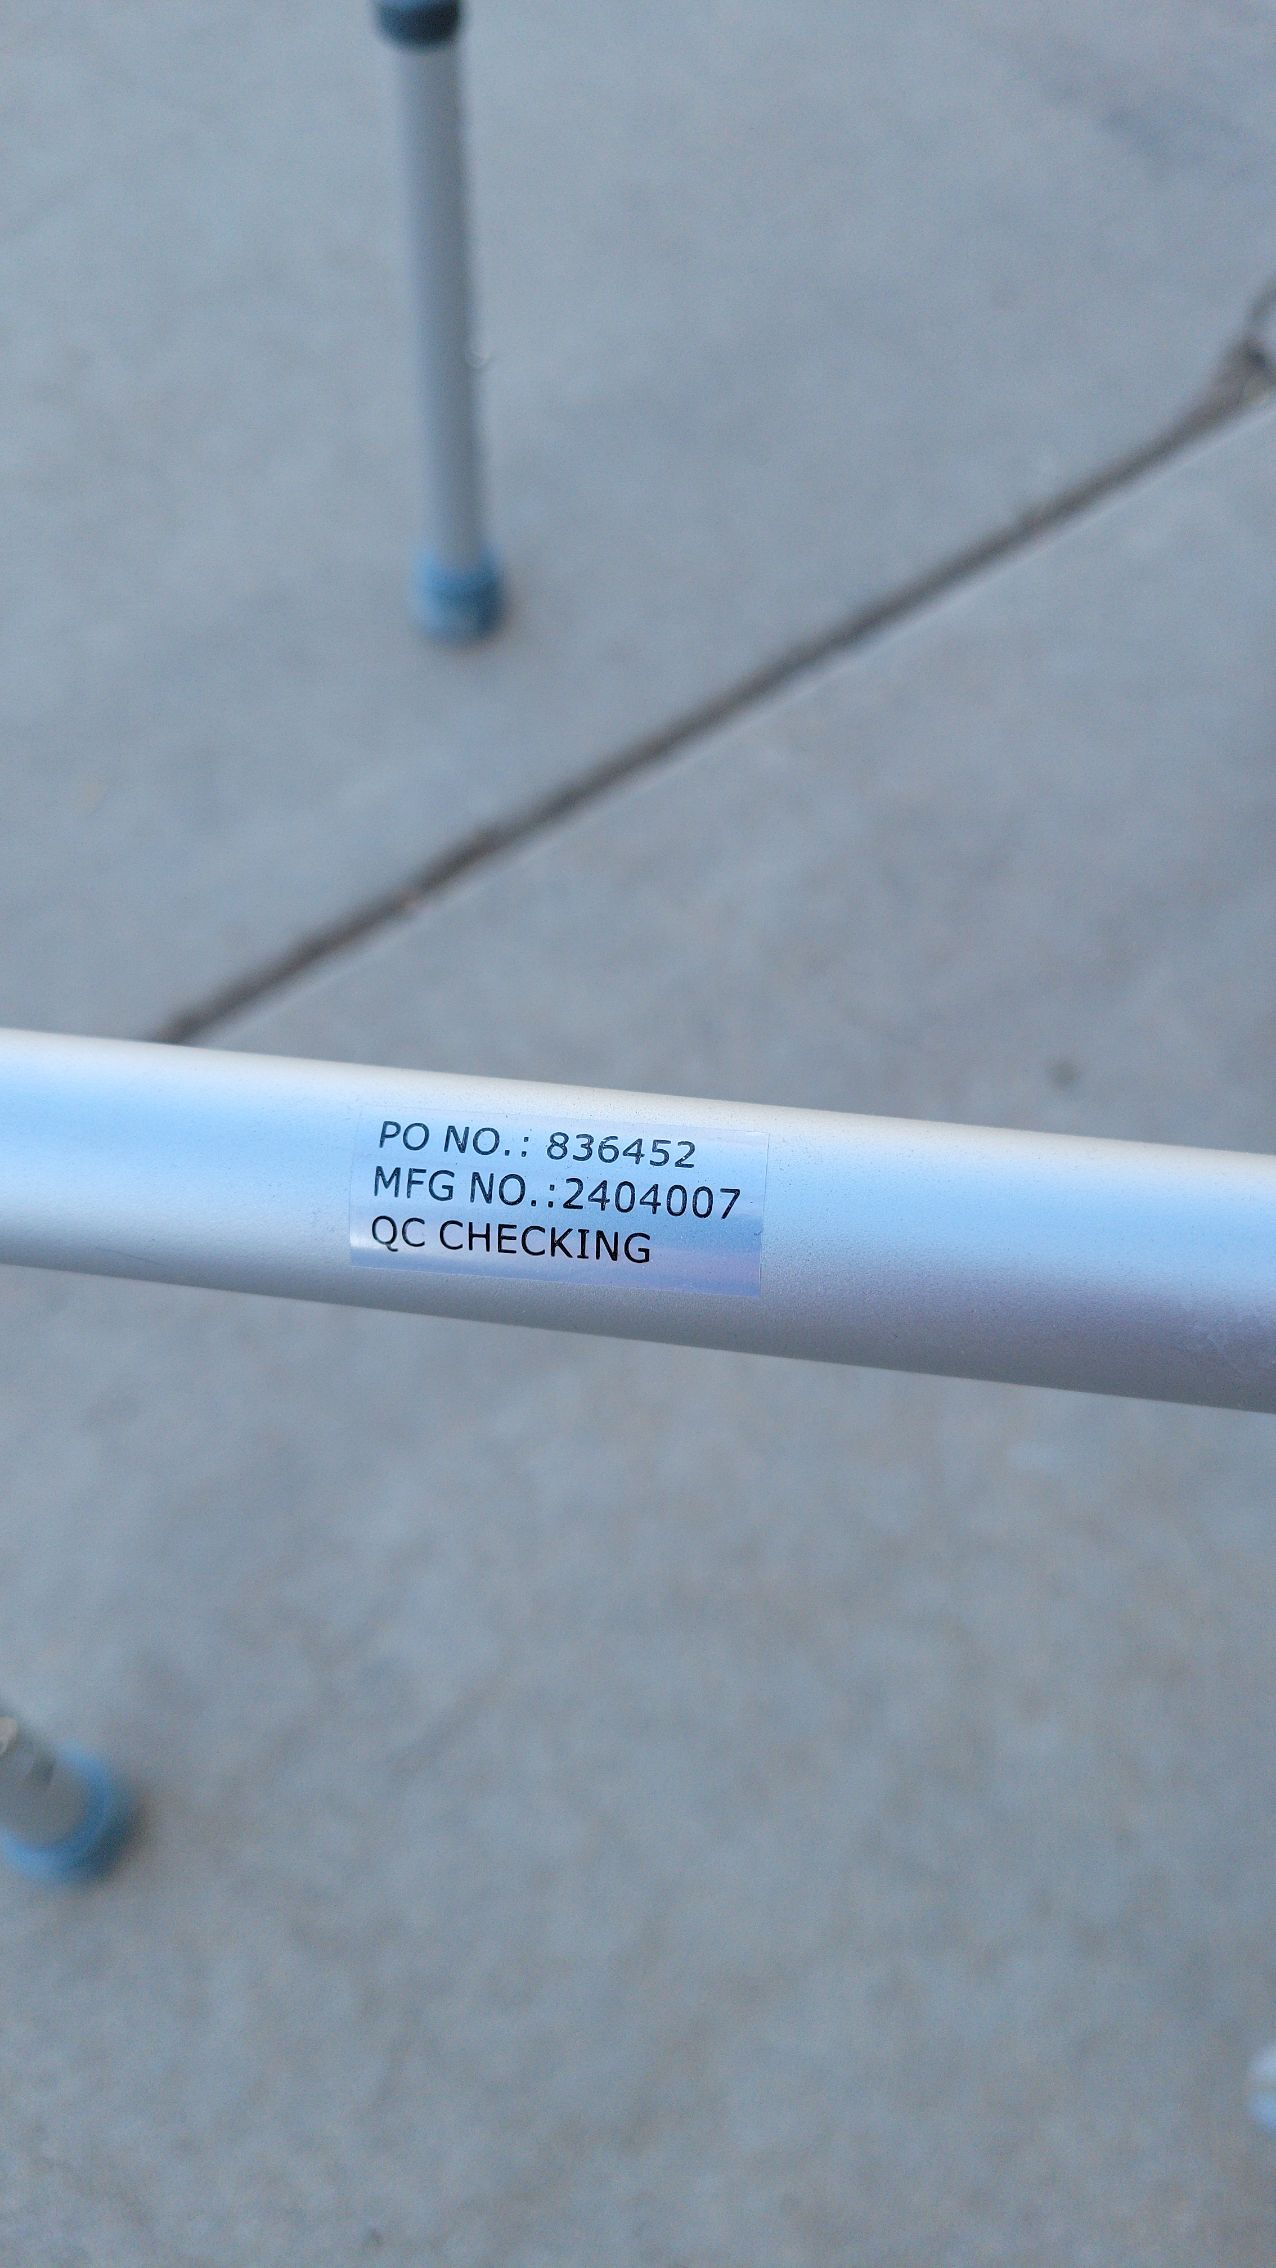 PO NO.: 836452
MFG NO.:2404007
QC CHECKING